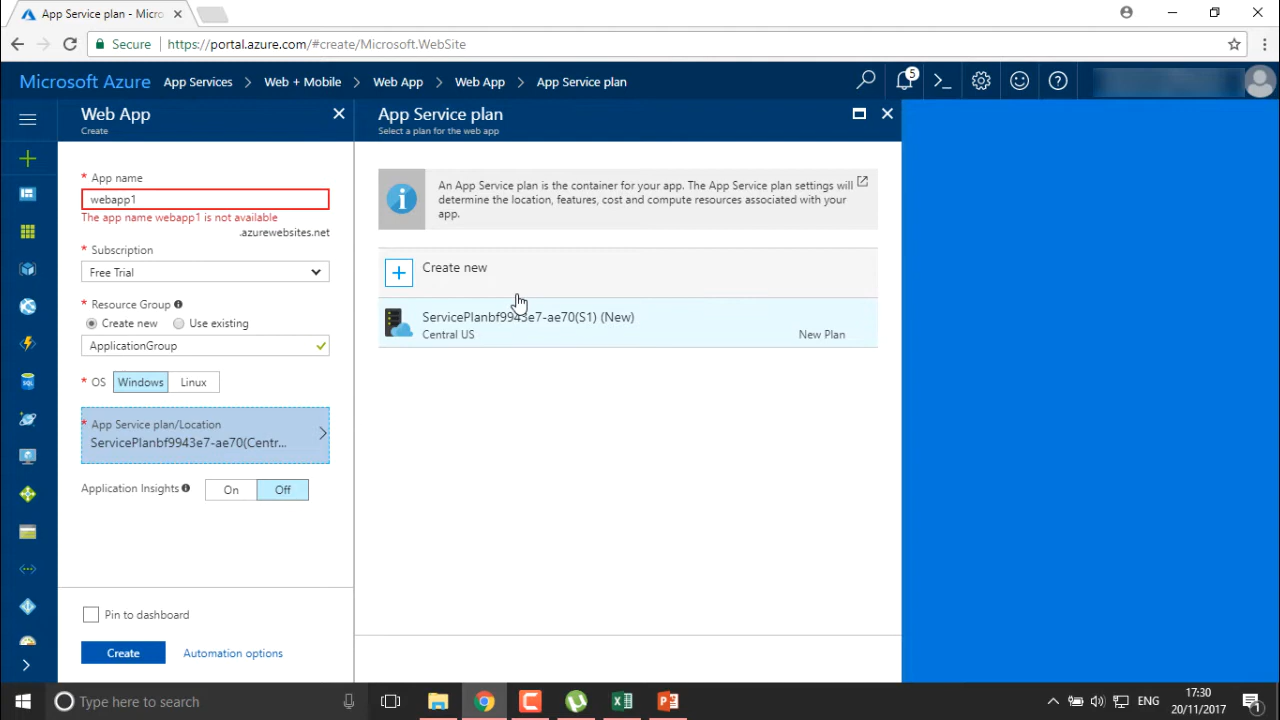 App Service plan - Micro
Secure
https://portal.azure.com/#create/Microsoft.WebSite
Microsoft Azure App Services > Web + Mobile > Web App > Web App > App Service plan
5
Web App
Create
App Service plan
Select a plan for the web app
* App name
webapp1
The app name webapp1 is not available
.azurewebsites.net
* Subscription
Free Trial
* Resource Group
Create new Use existing
ApplicationGroup
* OS Windows Linux
* App Service plan/Location
ServicePlanbf9943e7-ae70(Centr...
Application Insights On Off
Pin to dashboard
Create Automation options
An App Service plan is the container for your app. The App Service plan settings will
determine the location, features, cost and compute resources associated with your
app.
Create new
ServicePlanbf9943e7-ae70(S1) (New)
Central US New Plan
SQL
Type here to search
ENG
17:30
20/11/2017
1